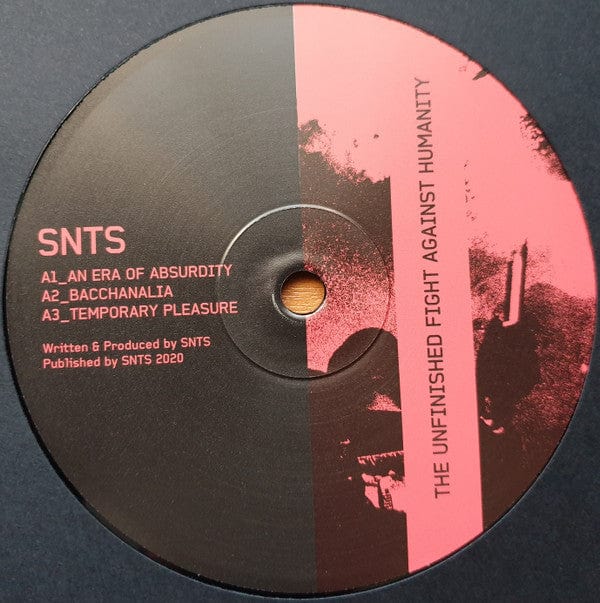 SNTS
A1_AN ERA OF ABSURDITY
A2_BACCHANALIA
A3_TEMPORARY PLEASURE
Written & Produced by SNTS
Published by SNTS 2020
THE UNFINISHED FIGHT AGAINST HUMANITY